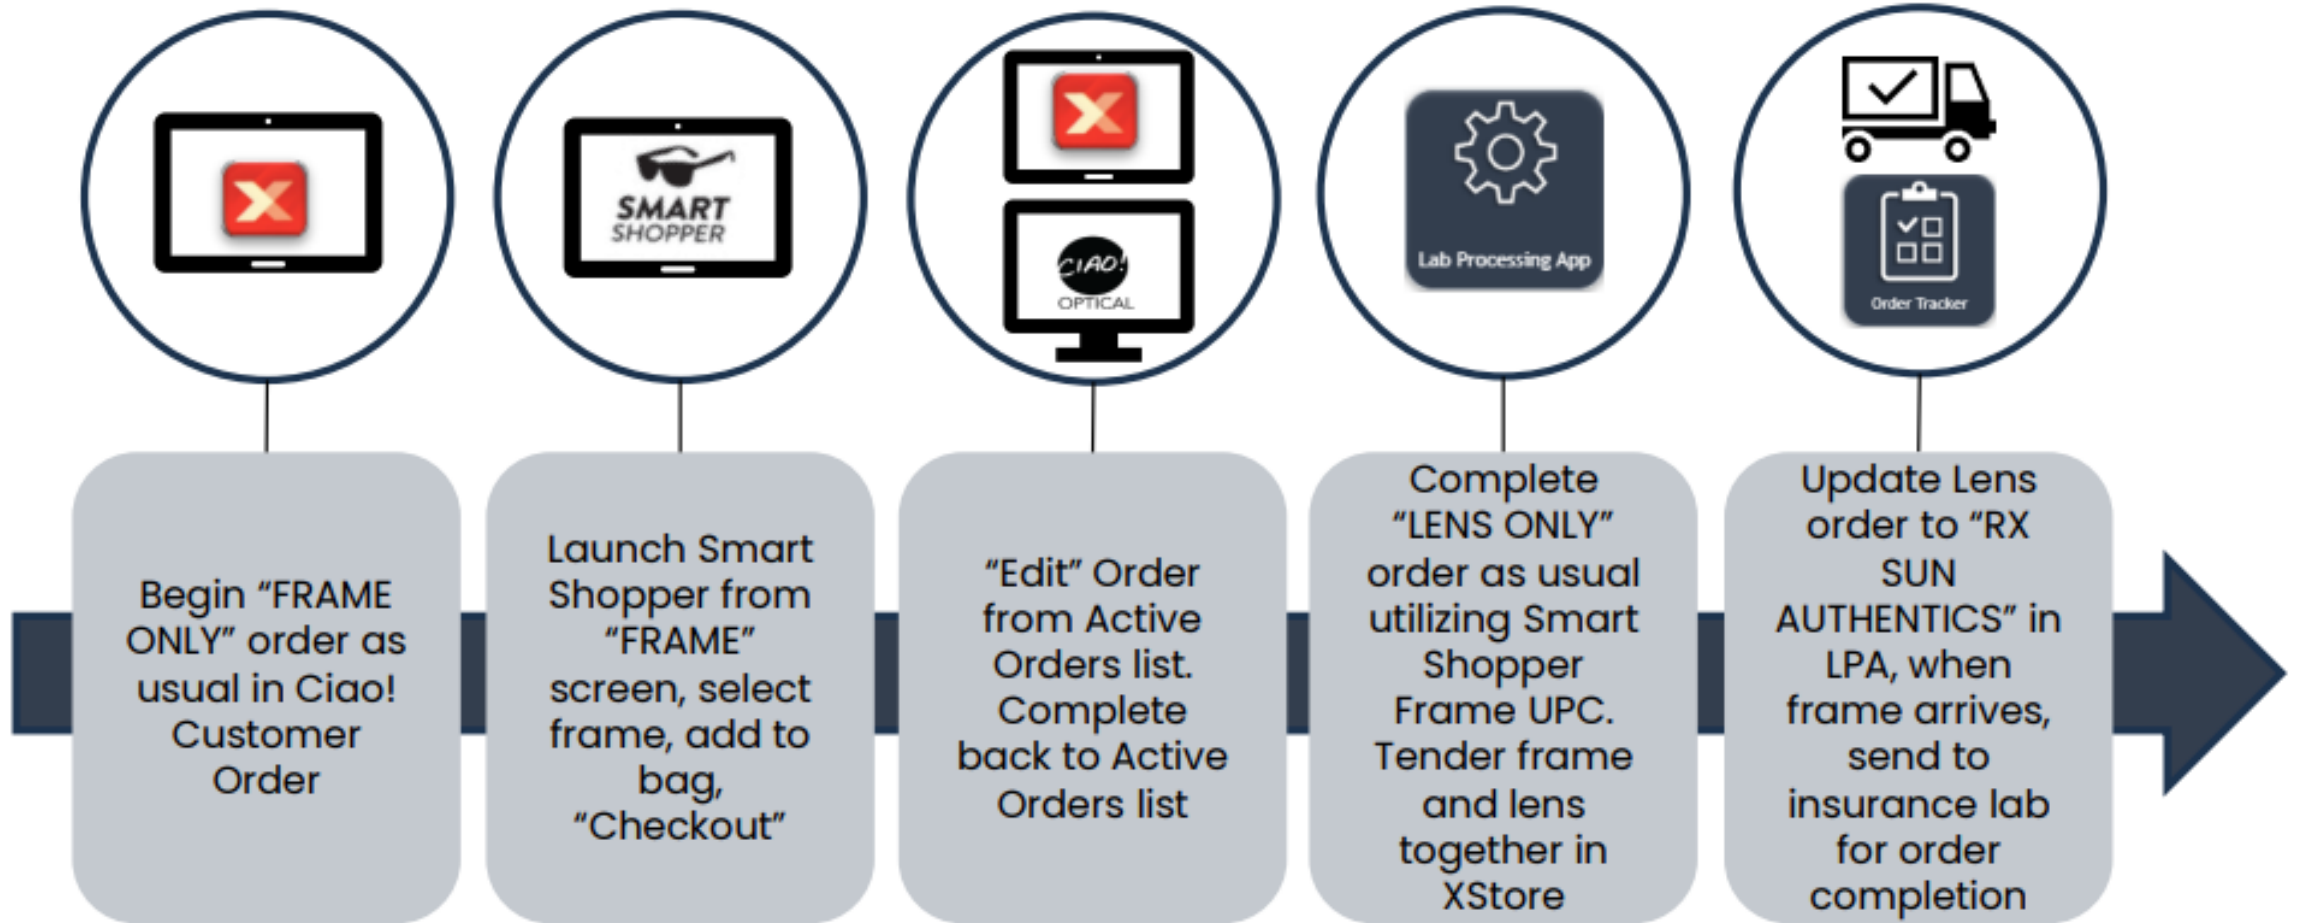 SMART
SHOPPER
CIAO!
OPTICAL
Lab Processing App
Order Tracker
Begin “FRAME
ONLY” order as
usual in Ciao!
Customer
Order
Launch Smart
Shopper from
“FRAME”
screen, select
frame, add to
bag,
“Checkout”
“Edit” Order
from Active
Orders list.
Complete
back to Active
Orders list
Complete
“LENS ONLY”
order as usual
utilizing Smart
Shopper
Frame UPC.
Tender frame
and lens
together in
XStore
Update Lens
order to “RX
SUN
AUTHENTICS” in
LPA, when
frame arrives,
send to
insurance lab
for order
completion